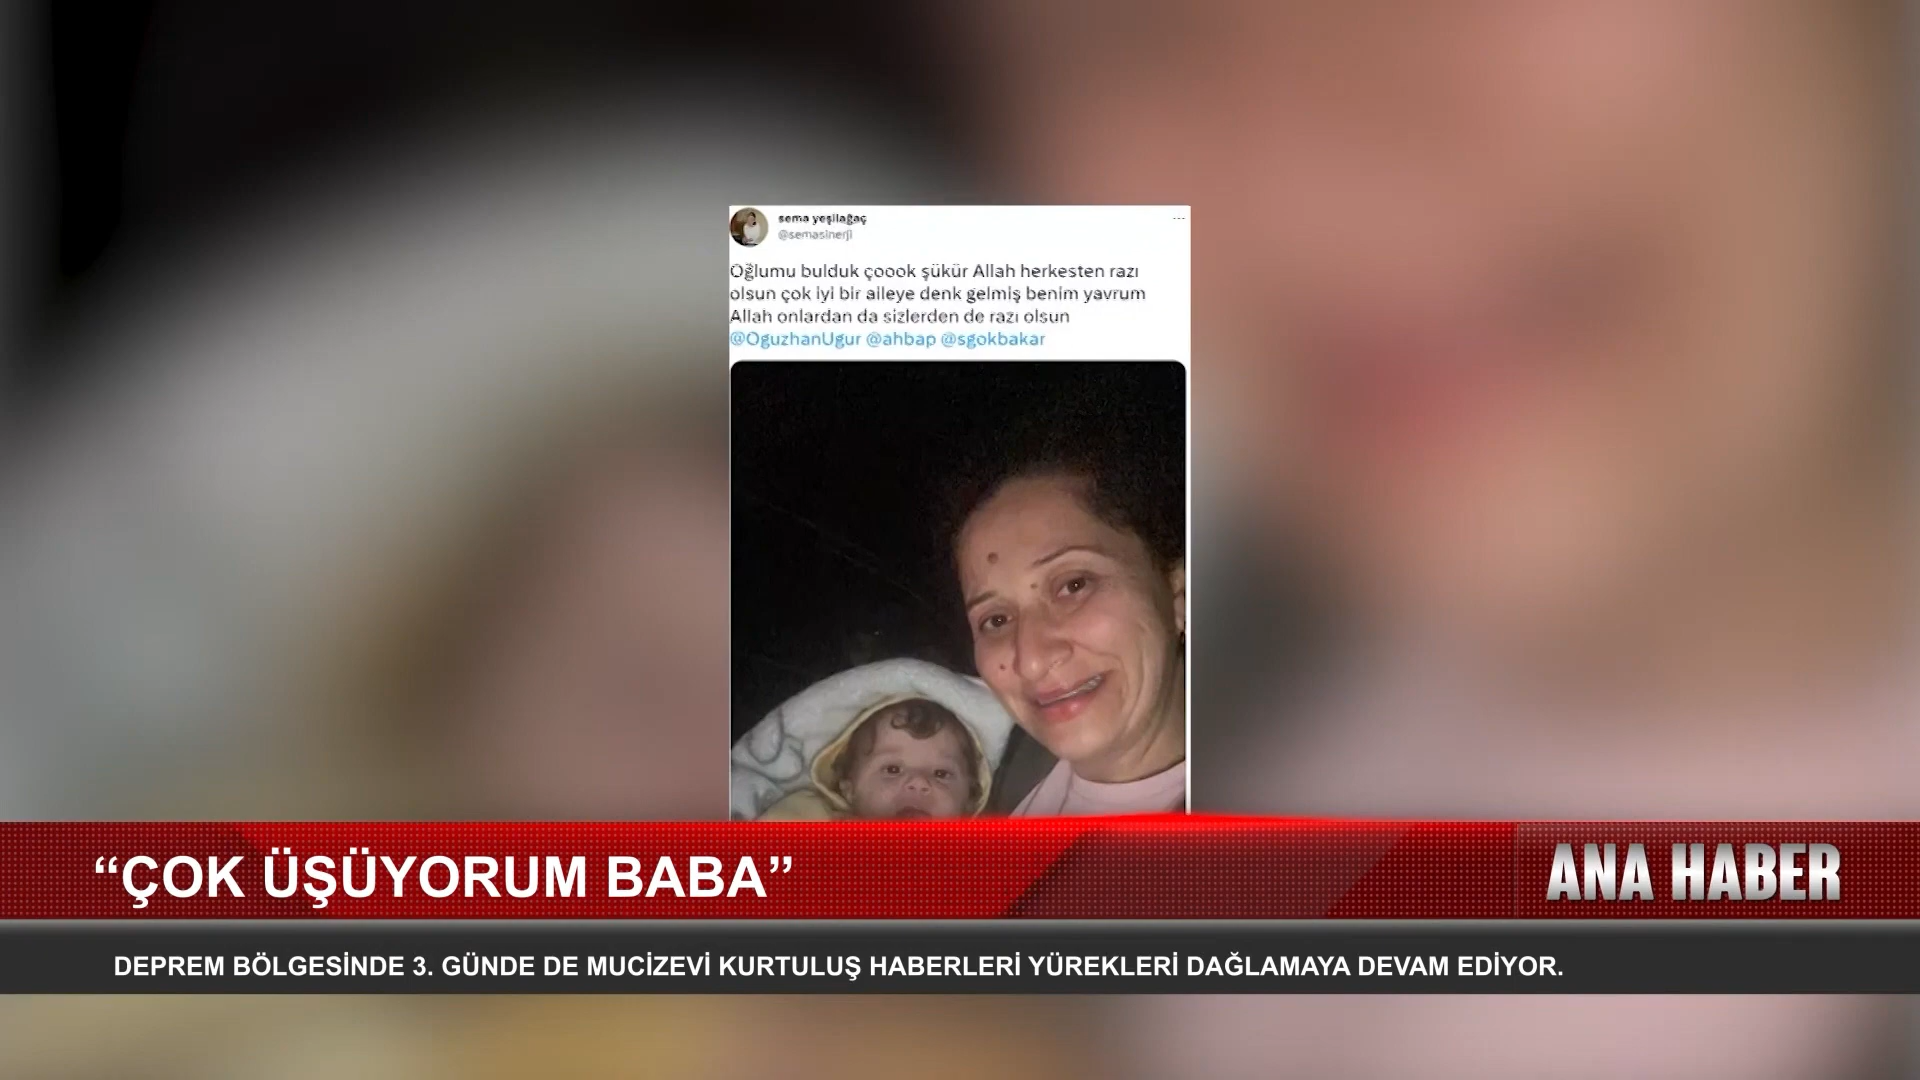 sema yeşilağaç
@semasinerji
Oğlumu bulduk çoook şükür Allah herkesten razı
olsun çok iyi bir aileye denk gelmiş benim yavrum
Allah onlardan da sizlerden de razı olsun
@OguzhanUgur @ahbap @sgokbakar
“ÇOK ÜŞÜYORUM BABA”
ANA HABER
DEPREM BÖLGESİNDE 3. GÜNDE DE MUCİZEVİ KURTULUŞ HABERLERİ YÜREKLERİ DAĞLAMAYA DEVAM EDİYOR.